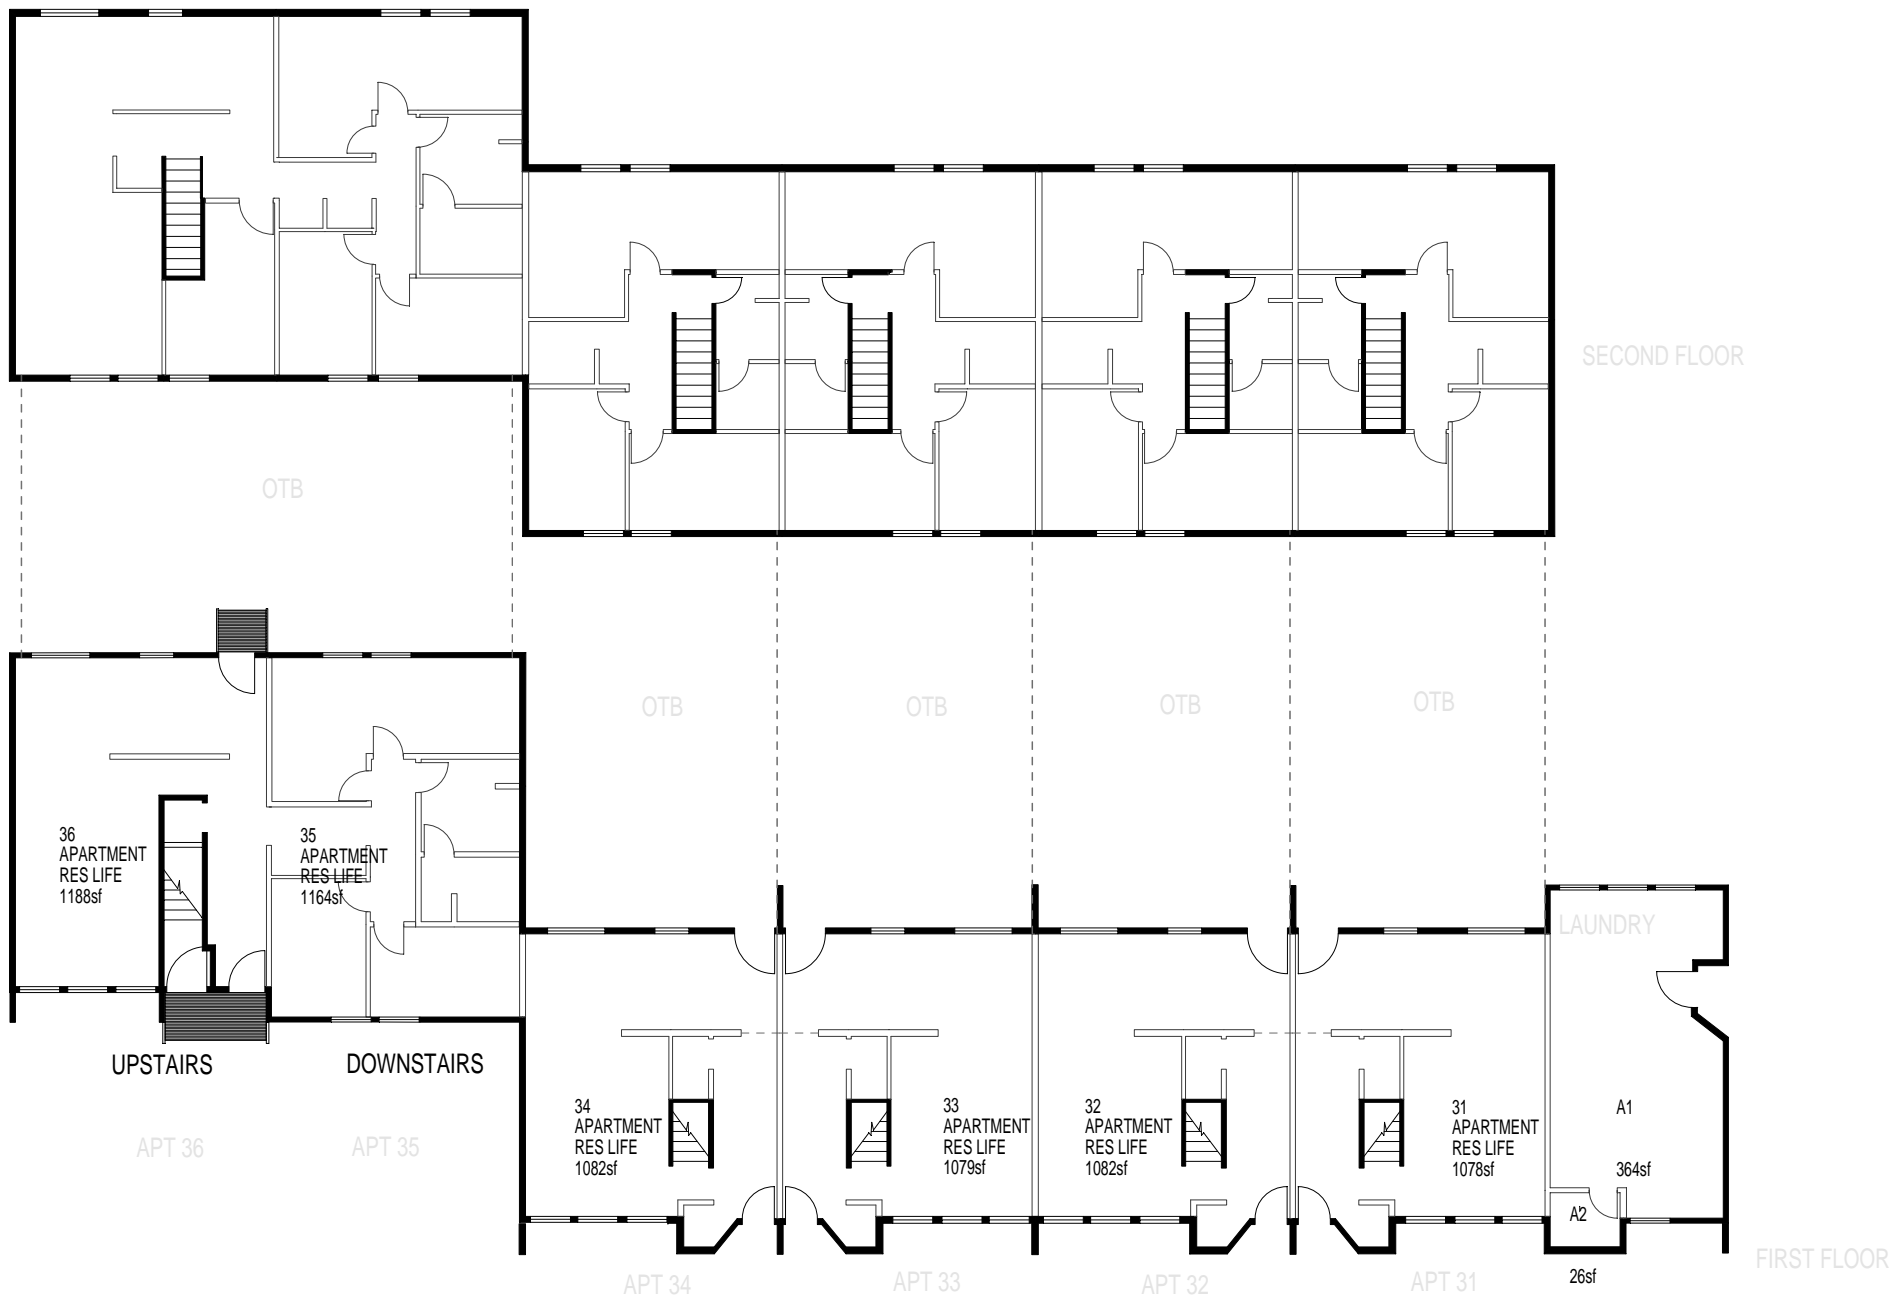 SECOND FLOOR
OTB
OTB
OTB
OTB
OTB
36
APARTMENT
RES LIFE
1188sf
35
APARTMENT
RES LIFE
1164sf
LAUNDRY
UPSTAIRS
DOWNSTAIRS
APT 36
APT 35
34
APARTMENT
RES LIFE
1082sf
33
APARTMENT
RES LIFE
1079sf
32
APARTMENT
RES LIFE
1082sf
31
APARTMENT
RES LIFE
1078sf
A1
364sf
A2
26sf
APT 34
APT 33
APT 32
APT 31
FIRST FLOOR